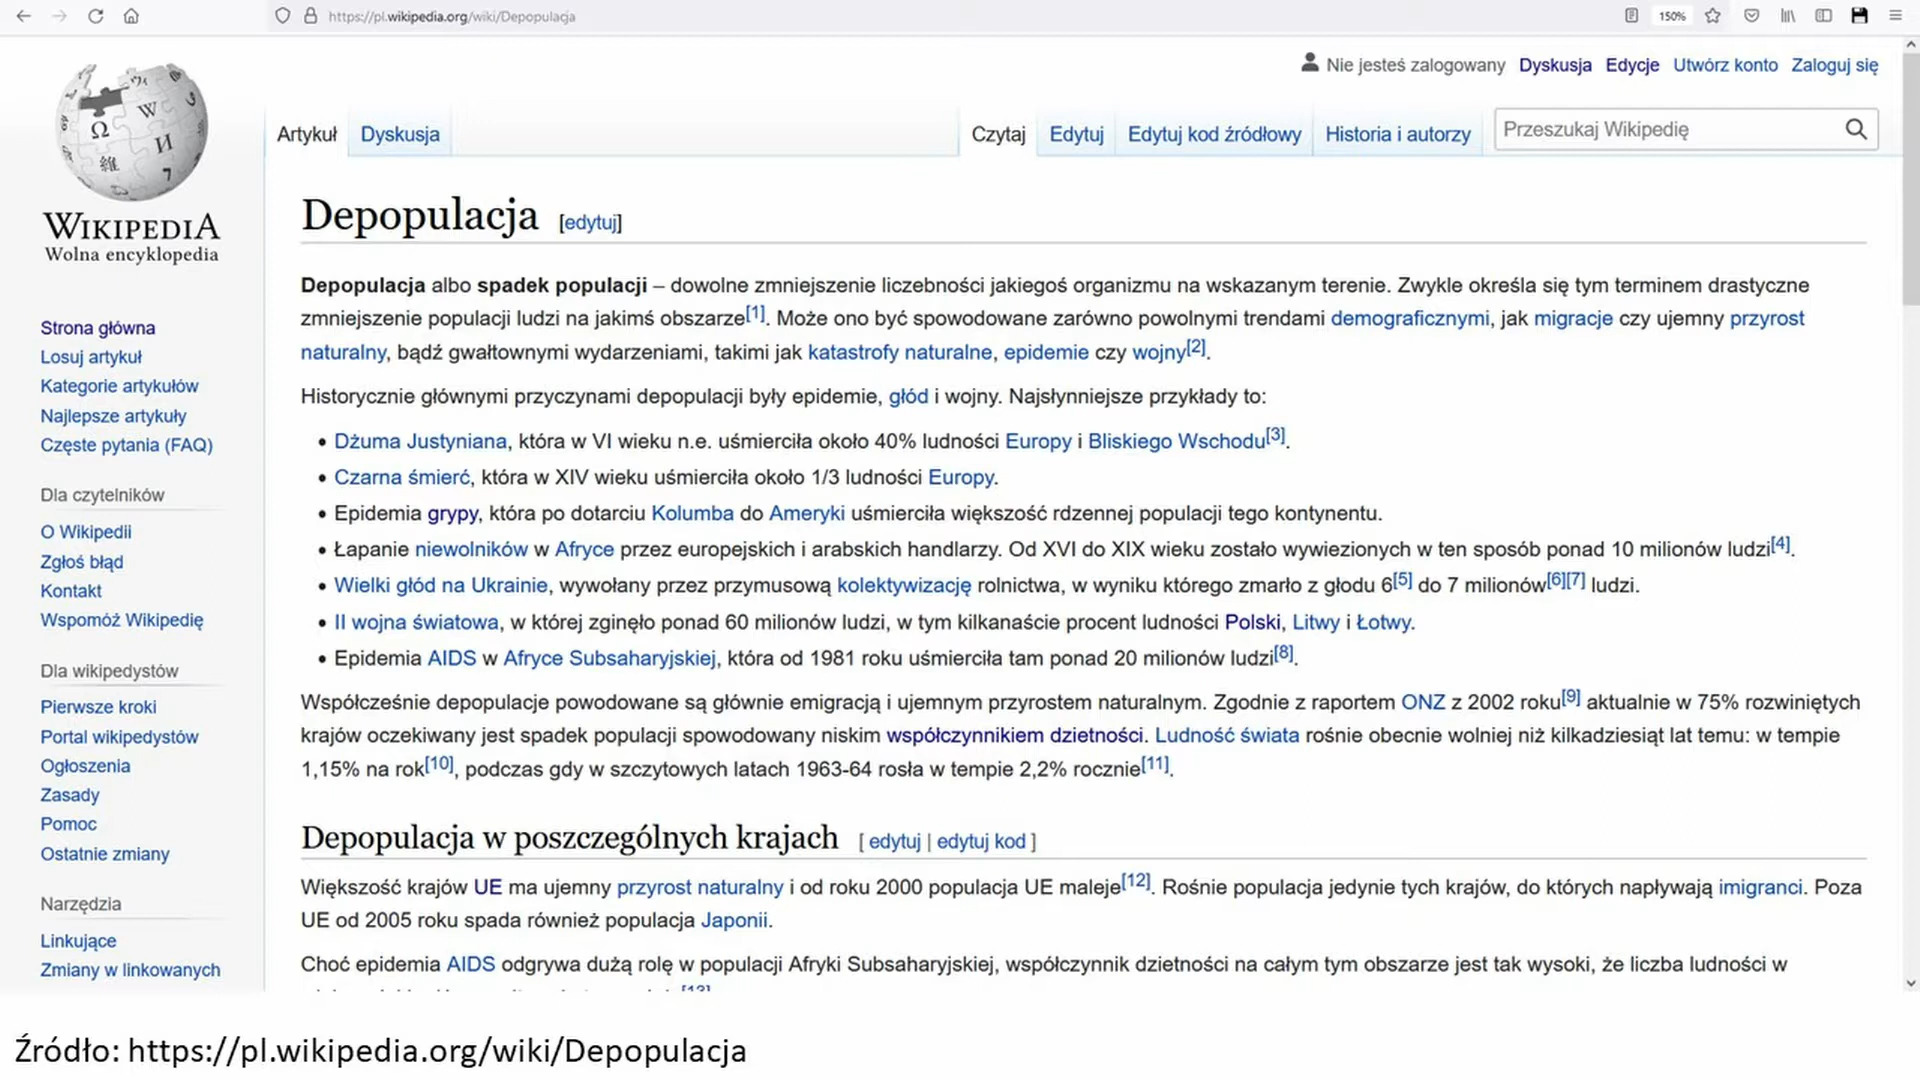 https://pl.wikipedia.org/wiki/Depopulacja
150%
Nie jesteś zalogowany Dyskusja Edycje Utwórz konto Zaloguj się
Artykuł Dyskusja Czytaj Edytuj Edytuj kod źródłowy Historia i autorzy Przeszukaj Wikipedię
WIKIPEDIA
Wolna encyklopedia
Strona główna
Losuj artykuł
Kategorie artykułów
Najlepsze artykuły
Częste pytania (FAQ)
Dla czytelników
O Wikipedii
Zgłoś błąd
Kontakt
Wspomóż Wikipedię
Dla wikipedystów
Pierwsze kroki
Portal wikipedystów
Ogłoszenia
Zasady
Pomoc
Ostatnie zmiany
Narzędzia
Linkujące
Zmiany w linkowanych
Depopulacja [edytuj]
Depopulacja albo spadek populacji – dowolne zmniejszenie liczebności jakiegoś organizmu na wskazanym terenie. Zwykle określa się tym terminem drastyczne
zmniejszenie populacji ludzi na jakimś obszarze[1]. Może ono być spowodowane zarówno powolnymi trendami demograficznymi, jak migracje czy ujemny przyrost
naturalny, bądź gwałtownymi wydarzeniami, takimi jak katastrofy naturalne, epidemie czy wojny[2].
Historycznie głównymi przyczynami depopulacji były epidemie, głód i wojny. Najsłynniejsze przykłady to:
• Dżuma Justyniana, która w VI wieku n.e. uśmierciła około 40% ludności Europy i Bliskiego Wschodu[3].
• Czarna śmierć, która w XIV wieku uśmierciła około 1/3 ludności Europy.
• Epidemia grypy, która po dotarciu Kolumba do Ameryki uśmierciła większość rdzennej populacji tego kontynentu.
• Łapanie niewolników w Afryce przez europejskich i arabskich handlarzy. Od XVI do XIX wieku zostało wywiezionych w ten sposób ponad 10 milionów ludzi[4].
• Wielki głód na Ukrainie, wywołany przez przymusową kolektywizację rolnictwa, w wyniku którego zmarło z głodu 6[5] do 7 milionów[6][7] ludzi.
• II wojna światowa, w której zginęło ponad 60 milionów ludzi, w tym kilkanaście procent ludności Polski, Litwy i Łotwy.
• Epidemia AIDS w Afryce Subsaharyjskiej, która od 1981 roku uśmierciła tam ponad 20 milionów ludzi[8].
Współcześnie depopulacje powodowane są głównie emigracją i ujemnym przyrostem naturalnym. Zgodnie z raportem ONZ z 2002 roku[9] aktualnie w 75% rozwiniętych
krajów oczekiwany jest spadek populacji spowodowany niskim współczynnikiem dzietności. Ludność świata rośnie obecnie wolniej niż kilkadziesiąt lat temu: w tempie
1,15% na rok[10], podczas gdy w szczytowych latach 1963-64 rosła w tempie 2,2% rocznie[11].
Depopulacja w poszczególnych krajach [ edytuj | edytuj kod ]
Większość krajów UE ma ujemny przyrost naturalny i od roku 2000 populacja UE maleje[12]. Rośnie populacja jedynie tych krajów, do których napływają imigranci. Poza
UE od 2005 roku spada również populacja Japonii.
Choć epidemia AIDS odgrywa dużą rolę w populacji Afryki Subsaharyjskiej, współczynnik dzietności na całym tym obszarze jest tak wysoki, że liczba ludności w
Źródło: https://pl.wikipedia.org/wiki/Depopulacja